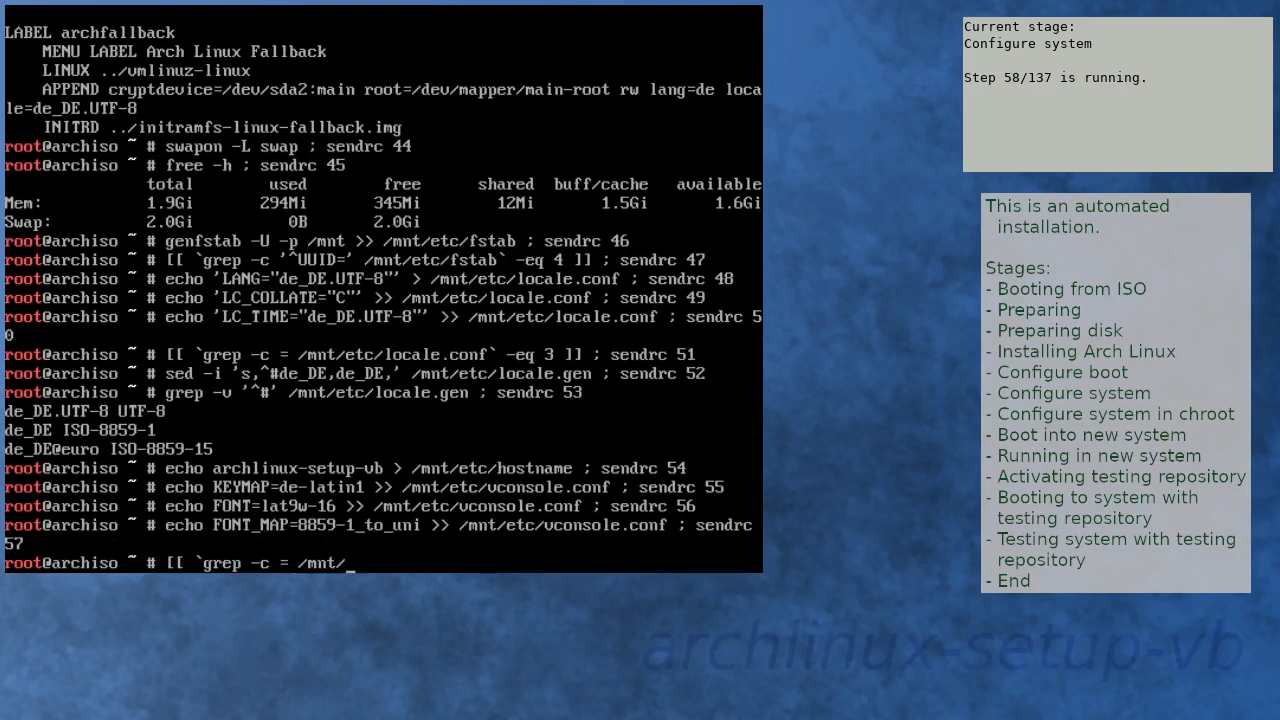 LABEL archfallback
    MENU LABEL Arch Linux Fallback
    LINUX ../vmlinuz-linux
    APPEND cryptdevice=/dev/sda2:main root=/dev/mapper/main-root rw lang=de loca
le=de_DE.UTF-8
    INITRD ../initramfs-linux-fallback.img
root@archiso ~ # swapon -L swap ; sendrc 44
root@archiso ~ # free -h ; sendrc 45
               total        used        free      shared  buff/cache   available
Mem:           1.9Gi       294Mi       345Mi        12Mi       1.5Gi       1.6Gi
Swap:          2.0Gi          0B       2.0Gi
root@archiso ~ # genfstab -U -p /mnt >> /mnt/etc/fstab ; sendrc 46
root@archiso ~ # [[ `grep -c '^UUID=' /mnt/etc/fstab` -eq 4 ]] ; sendrc 47
root@archiso ~ # echo 'LANG="de_DE.UTF-8"' > /mnt/etc/locale.conf ; sendrc 48
root@archiso ~ # echo 'LC_COLLATE="C"' >> /mnt/etc/locale.conf ; sendrc 49
root@archiso ~ # echo 'LC_TIME="de_DE.UTF-8"' >> /mnt/etc/locale.conf ; sendrc 5
0
root@archiso ~ # [[ `grep -c = /mnt/etc/locale.conf` -eq 3 ]] ; sendrc 51
root@archiso ~ # sed -i 's,^#de_DE,de_DE,' /mnt/etc/locale.gen ; sendrc 52
root@archiso ~ # grep -v '^#' /mnt/etc/locale.gen ; sendrc 53
de_DE.UTF-8 UTF-8
de_DE ISO-8859-1
de_DE@euro ISO-8859-15
root@archiso ~ # echo archlinux-setup-vb > /mnt/etc/hostname ; sendrc 54
root@archiso ~ # echo KEYMAP=de-latin1 >> /mnt/etc/vconsole.conf ; sendrc 55
root@archiso ~ # echo FONT=lat9w-16 >> /mnt/etc/vconsole.conf ; sendrc 56
root@archiso ~ # echo FONT_MAP=8859-1_to_uni >> /mnt/etc/vconsole.conf ; sendrc
57
root@archiso ~ # [[ `grep -c = /mnt/_
Current stage:
Configure system
Step 58/137 is running.
This is an automated
installation.
Stages:
- Booting from ISO
- Preparing
- Preparing disk
- Installing Arch Linux
- Configure boot
- Configure system
- Configure system in chroot
- Boot into new system
- Running in new system
- Activating testing repository
- Booting to system with
testing repository
- Testing system with testing
repository
- End
archlinux-setup-vb